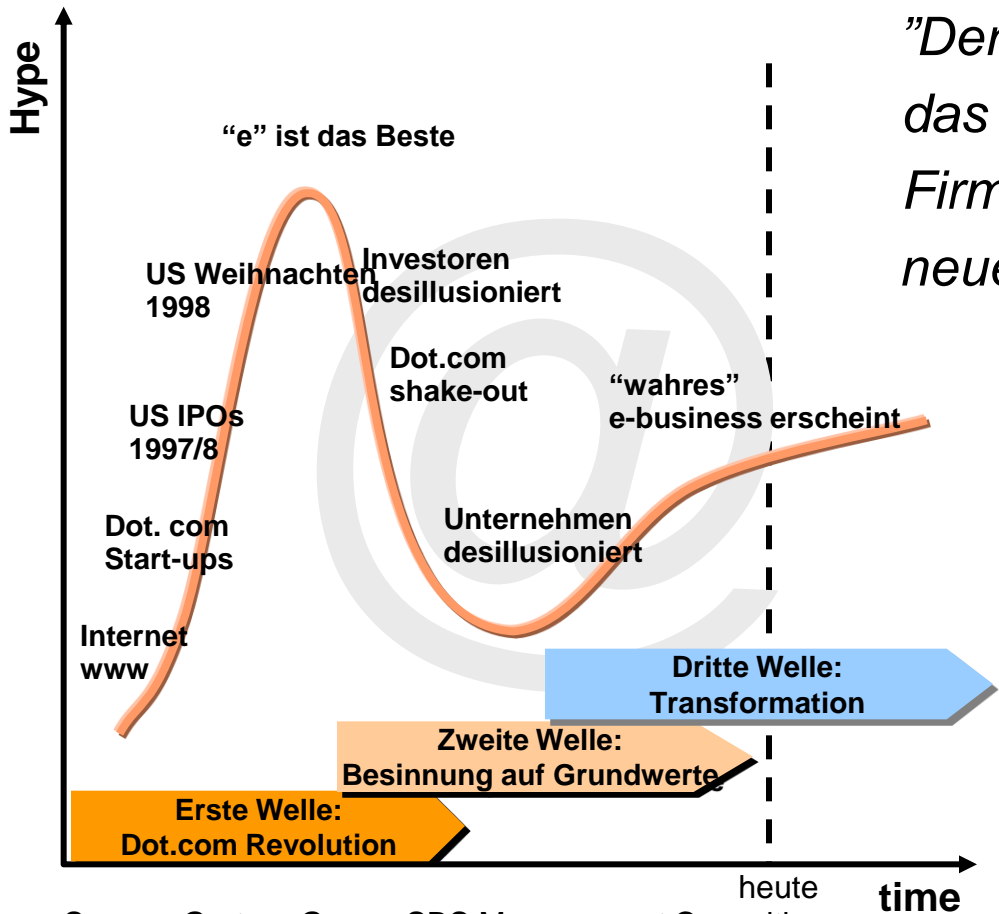 Hype
”Der
das
Firm
neue
“e” ist das Beste
US Weihnachten
1998
Investoren
desillusioniert
Dot.com
shake-out
“wahres”
e-business erscheint
US IPOs
1997/8
Dot. com
Start-ups
Unternehmen
desillusioniert
Internet
www
@
Dritte Welle:
Transformation
Zweite Welle:
Besinnung auf Grundwerte
Erste Welle:
Dot.com Revolution
heute
time